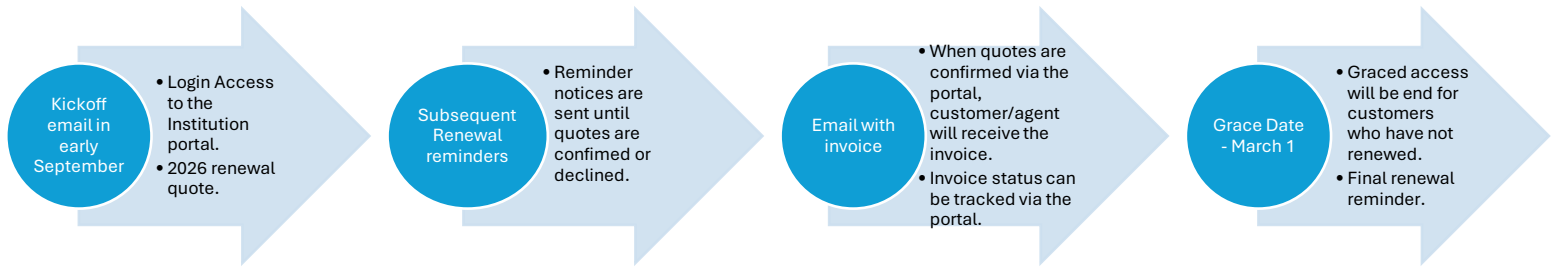 Kickoff
email in
early
September
• Login Access
to the
Institution
portal.
• 2026 renewal
quote.
Subsequent
Renewal
reminders
• Reminder
notices are
sent until
quotes are
confimed or
declined.
Email with
invoice
• When quotes are
confirmed via the
portal,
customer/agent
will receive the
invoice.
• Invoice status can
be tracked via the
portal.
Grace Date
- March 1
• Graced access
will be end for
customers
who have not
renewed.
• Final renewal
reminder.